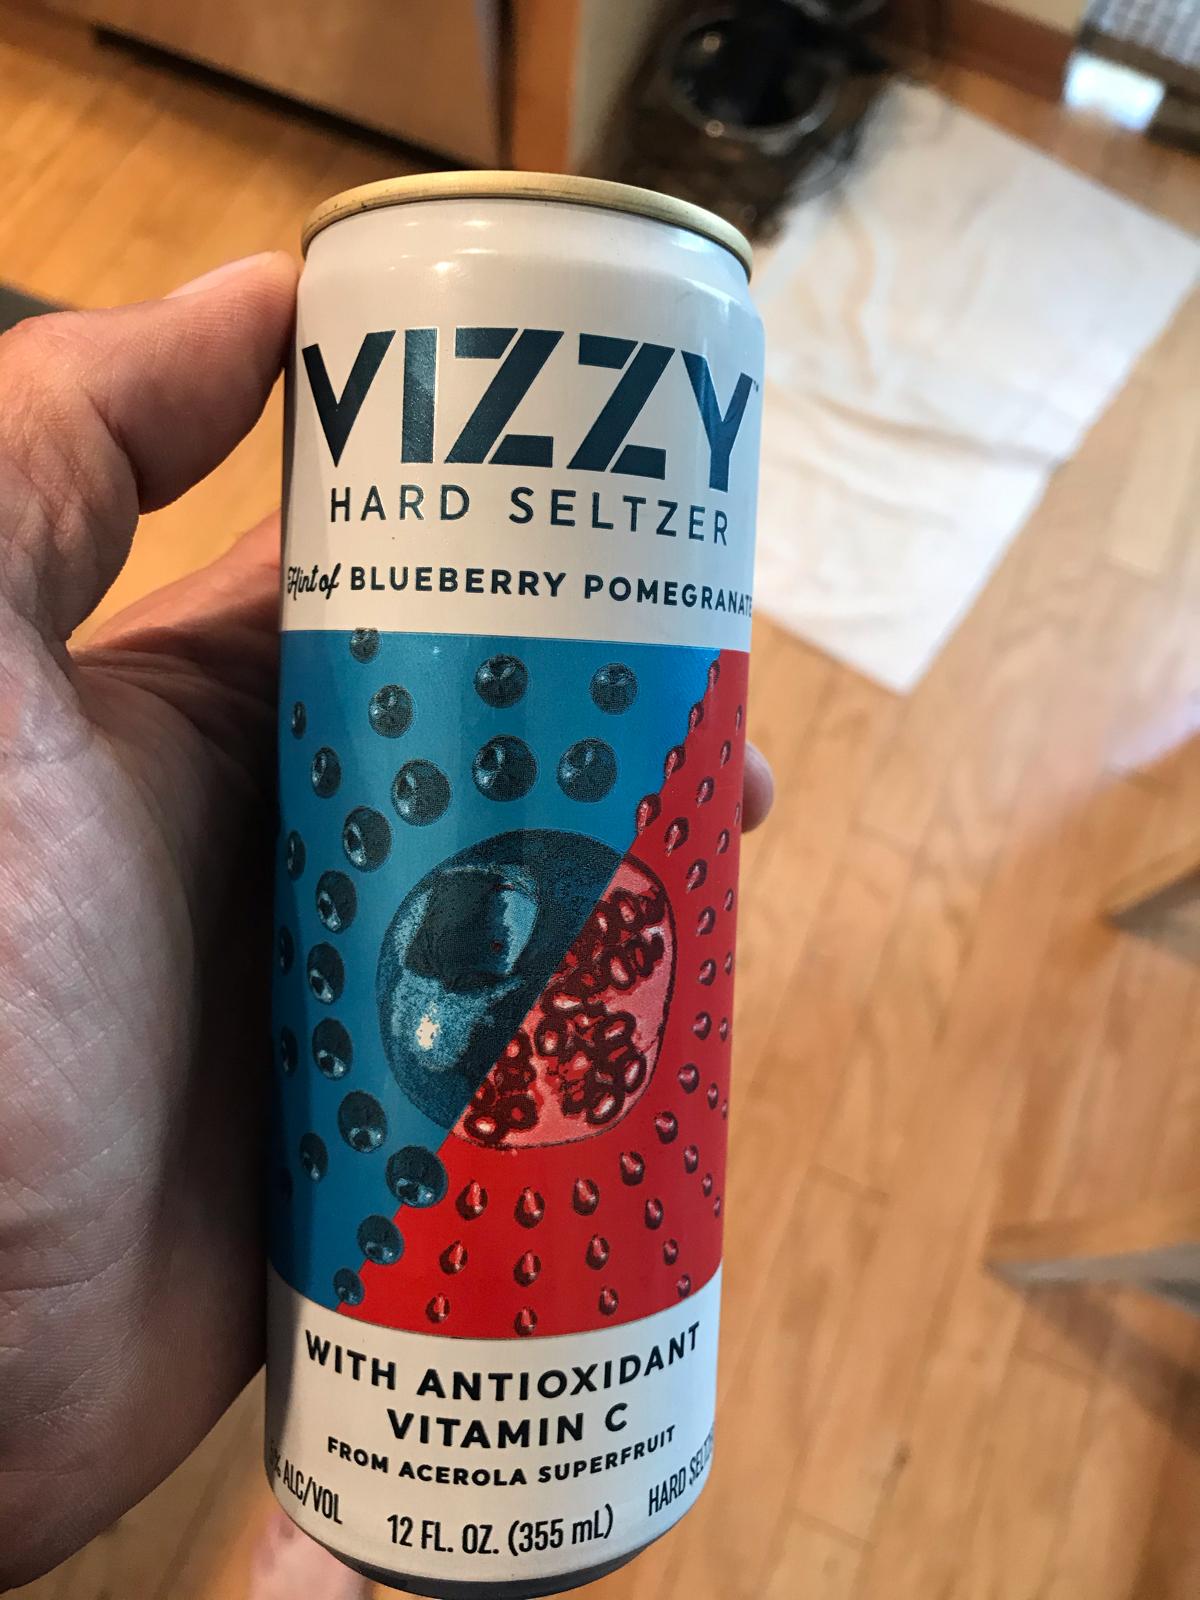 VIZZY™
HARD SELTZER
Hint of BLUEBERRY POMEGRANATE
WITH ANTIOXIDANT
VITAMIN C
FROM ACEROLA SUPERFRUIT
% ALC/VOL
12 FL. OZ. (355 mL)
HARD